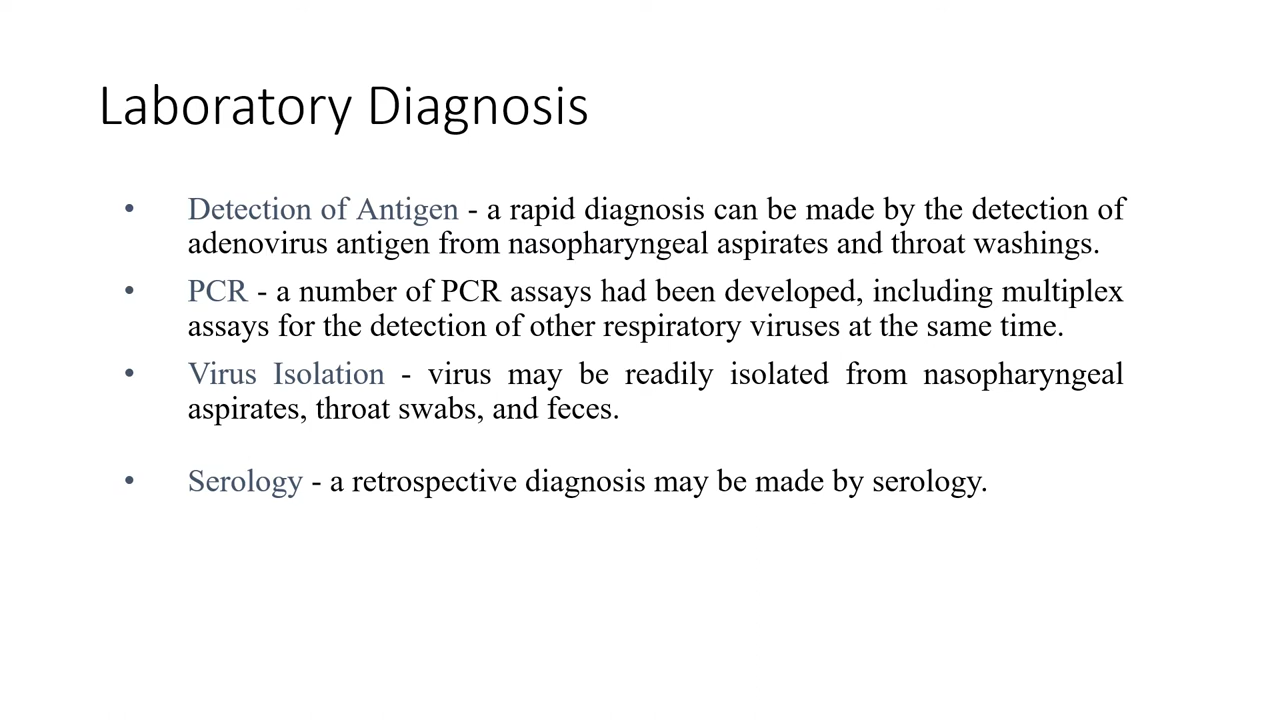 Laboratory Diagnosis
• Detection of Antigen - a rapid diagnosis can be made by the detection of
adenovirus antigen from nasopharyngeal aspirates and throat washings.
• PCR - a number of PCR assays had been developed, including multiplex
assays for the detection of other respiratory viruses at the same time.
• Virus Isolation - virus may be readily isolated from nasopharyngeal
aspirates, throat swabs, and feces.
• Serology - a retrospective diagnosis may be made by serology.